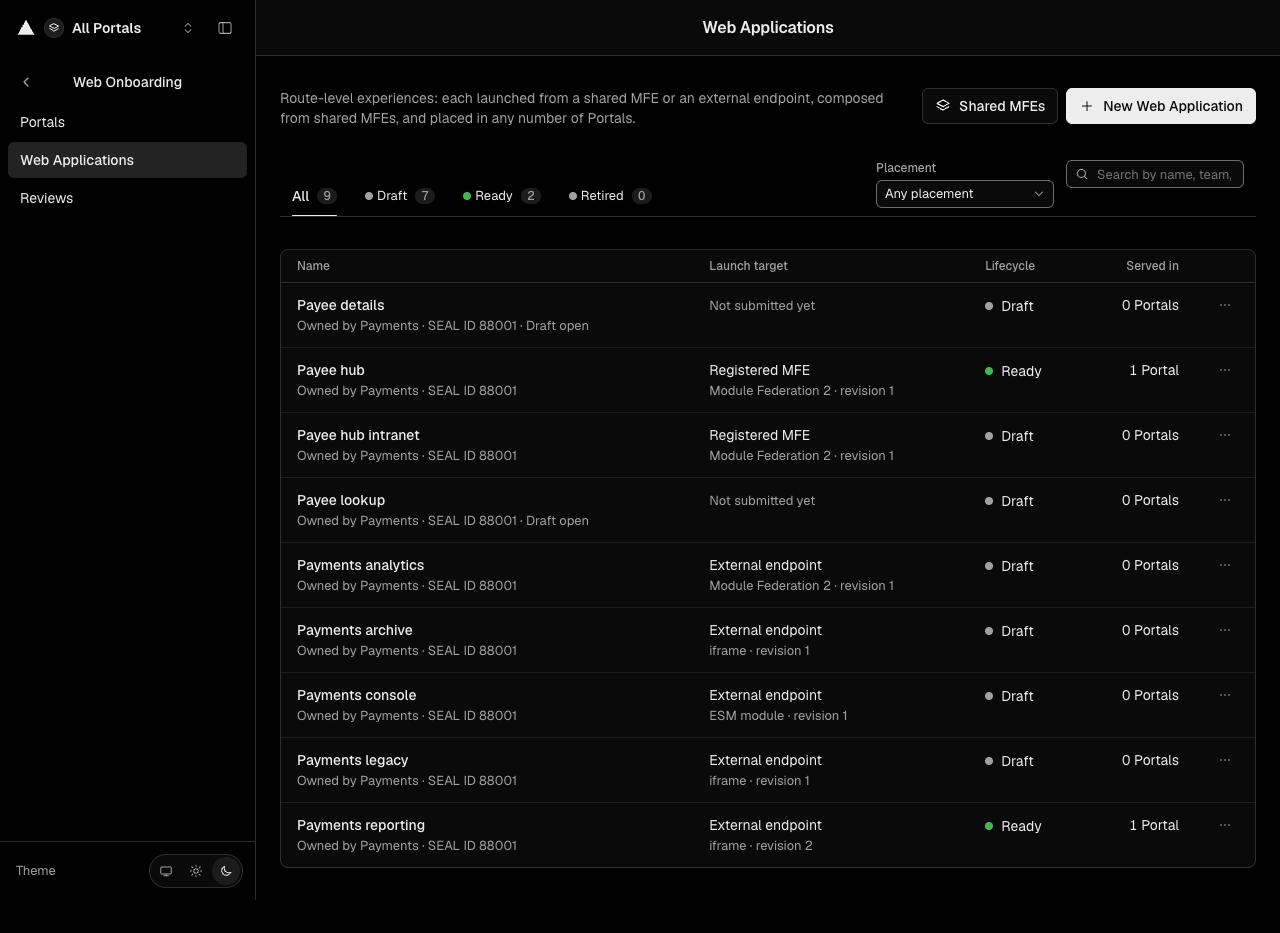 All Portals
Web Applications
Web Onboarding
Portals
Web Applications
Reviews
Route-level experiences: each launched from a shared MFE or an external endpoint, composed
from shared MFEs, and placed in any number of Portals.
Shared MFEs
New Web Application
Placement
Any placement
Search by name, team,
All 9
Draft 7
Ready 2
Retired 0
Name Launch target Lifecycle Served in
Payee details Not submitted yet Draft 0 Portals
Owned by Payments · SEAL ID 88001 · Draft open
Payee hub Registered MFE Ready 1 Portal
Owned by Payments · SEAL ID 88001 Module Federation 2 · revision 1
Payee hub intranet Registered MFE Draft 0 Portals
Owned by Payments · SEAL ID 88001 Module Federation 2 · revision 1
Payee lookup Not submitted yet Draft 0 Portals
Owned by Payments · SEAL ID 88001 · Draft open
Payments analytics External endpoint Draft 0 Portals
Owned by Payments · SEAL ID 88001 Module Federation 2 · revision 1
Payments archive External endpoint Draft 0 Portals
Owned by Payments · SEAL ID 88001 iframe · revision 1
Payments console External endpoint Draft 0 Portals
Owned by Payments · SEAL ID 88001 ESM module · revision 1
Payments legacy External endpoint Draft 0 Portals
Owned by Payments · SEAL ID 88001 iframe · revision 1
Payments reporting External endpoint Ready 1 Portal
Owned by Payments · SEAL ID 88001 iframe · revision 2
Theme